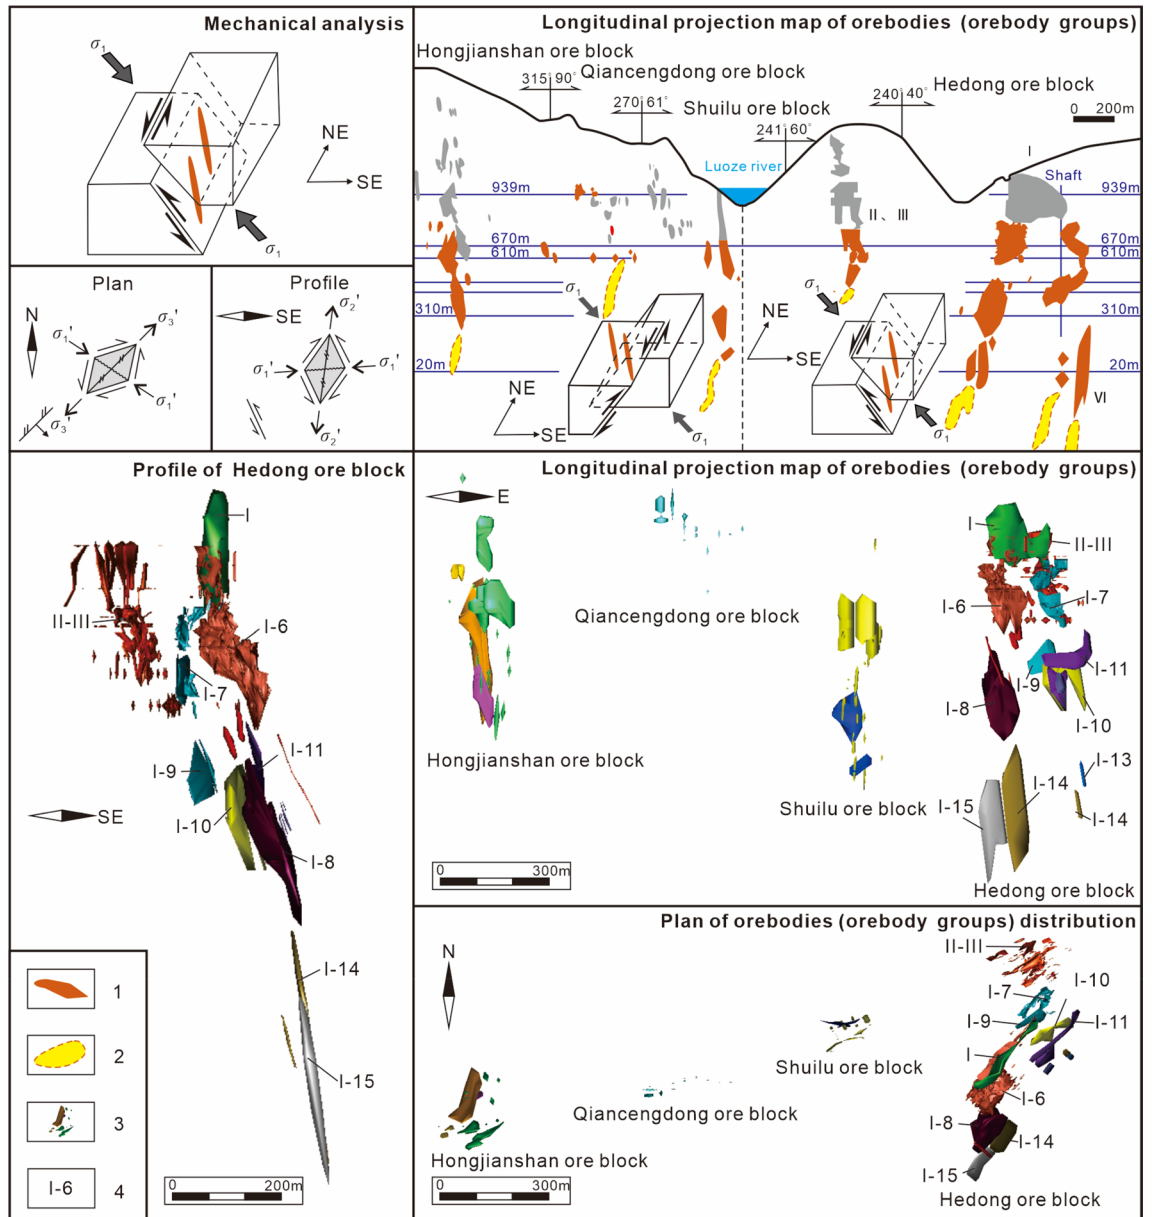 Mechanical analysis
σ1
NE
SE
σ1
Plan
N
σ1'
σ3'
σ1'
σ3'
Profile
SE
σ2'
σ1'
σ1'
σ2'
Longitudinal projection map of orebodies (orebody groups)
Hongjianshan ore block
315°90°
Qiancengdong ore block
270°61°
Shuilu ore block
241°60°
240°40°
Hedong ore block
0 200m
I
Luoze river
Shaft
939m
939m
II、III
670m
610m
670m
610m
σ1
310m
NE
SE
σ1
310m
20m
20m
NE
SE
σ1
σ1
VI
Profile of Hedong ore block
I
II-III
I-6
I-7
I-11
I-9
SE
I-10
I-8
I-14
I-15
0 200m
1
2
3
I-6 4
Longitudinal projection map of orebodies (orebody groups)
E
I
II-III
Qiancengdong ore block
I-6
I-7
I-11
I-9
I-8
I-10
Hongjianshan ore block
I-13
I-14
Shuilu ore block
I-15
I-14
0 300m
Hedong ore block
Plan of orebodies (orebody groups) distribution
N
II-III
I-10
I-7
I-9
I-11
I
Shuilu ore block
I-6
Qiancengdong ore block
I-8
I-14
Hongjianshan ore block
I-15
0 300m
Hedong ore block